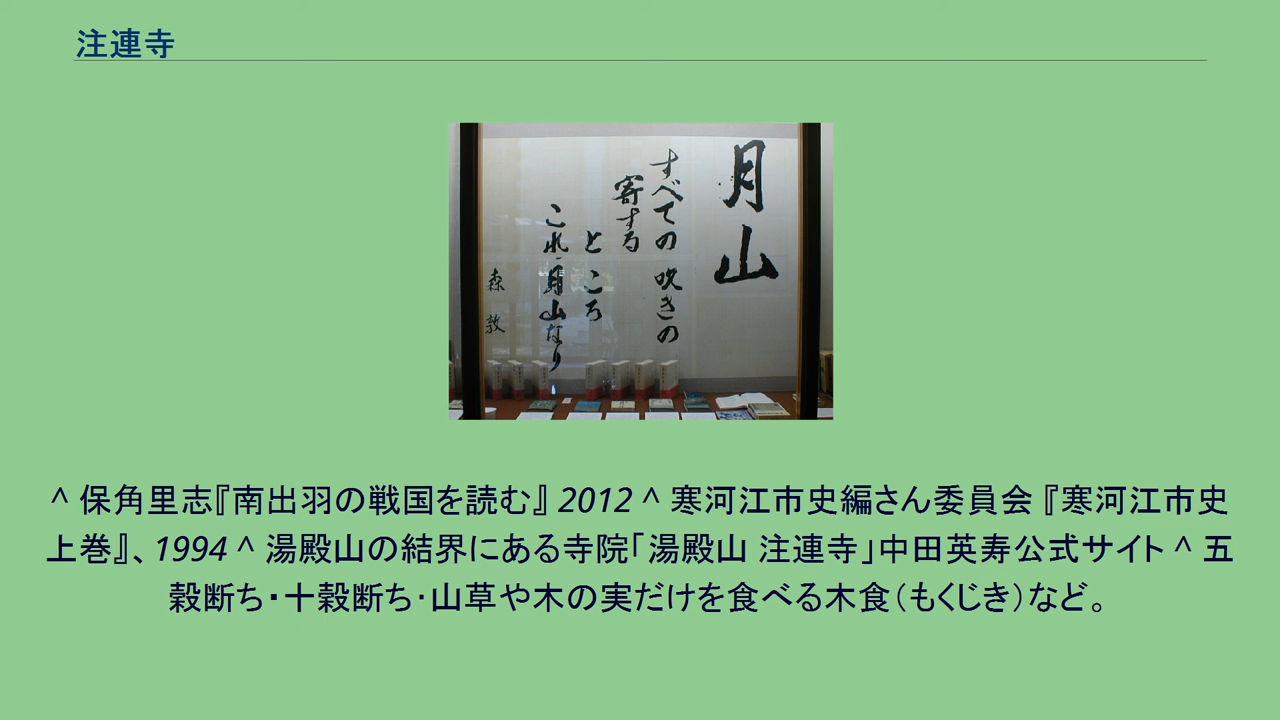 注連寺
月山
すべての 吹きの
寄する
ところ
これ月山なり
森 敦
^ 保角里志『南出羽の戦国を読む』 2012 ^ 寒河江市史編さん委員会 『寒河江市史
上巻』、 1994 ^ 湯殿山の結界にある寺院「湯殿山 注連寺」中田英寿公式サイト ^ 五
穀断ち・十穀断ち･山草や木の実だけを食べる木食（もくじき）など。